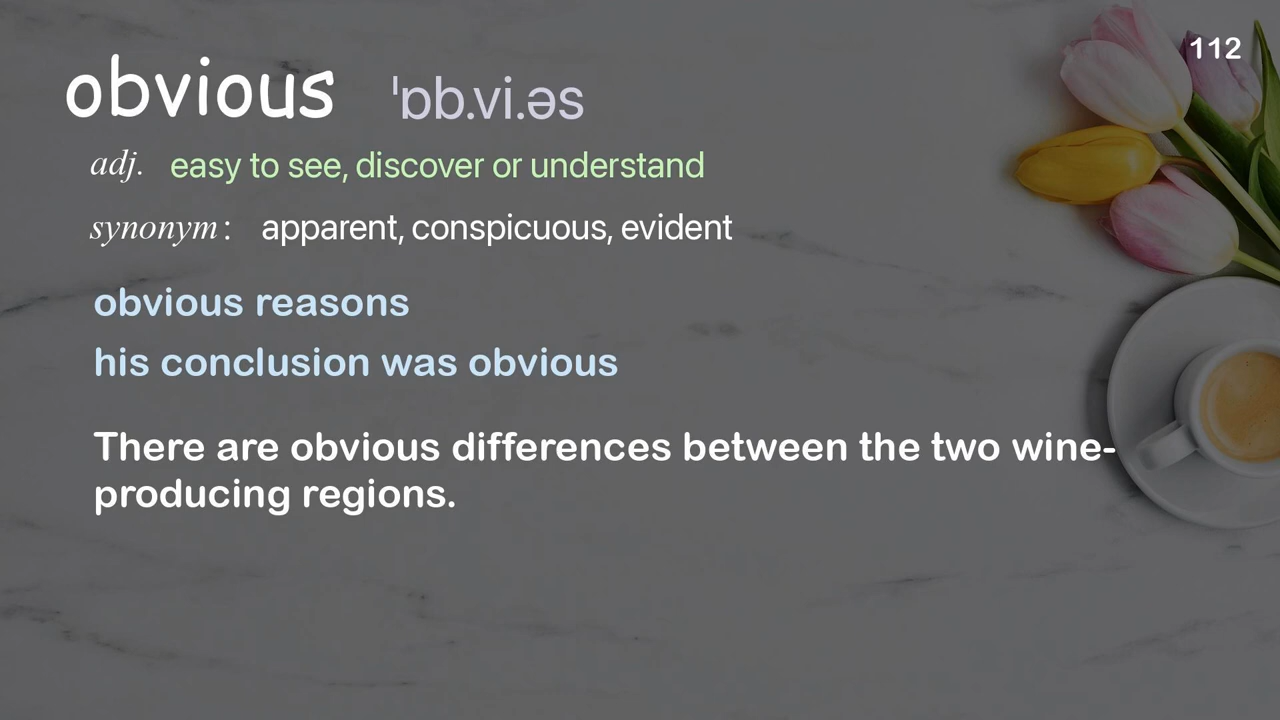 112
obvious ˈɒb.vi.əs
adj. easy to see, discover or understand
synonym: apparent, conspicuous, evident
obvious reasons
his conclusion was obvious
There are obvious differences between the two wine-
producing regions.